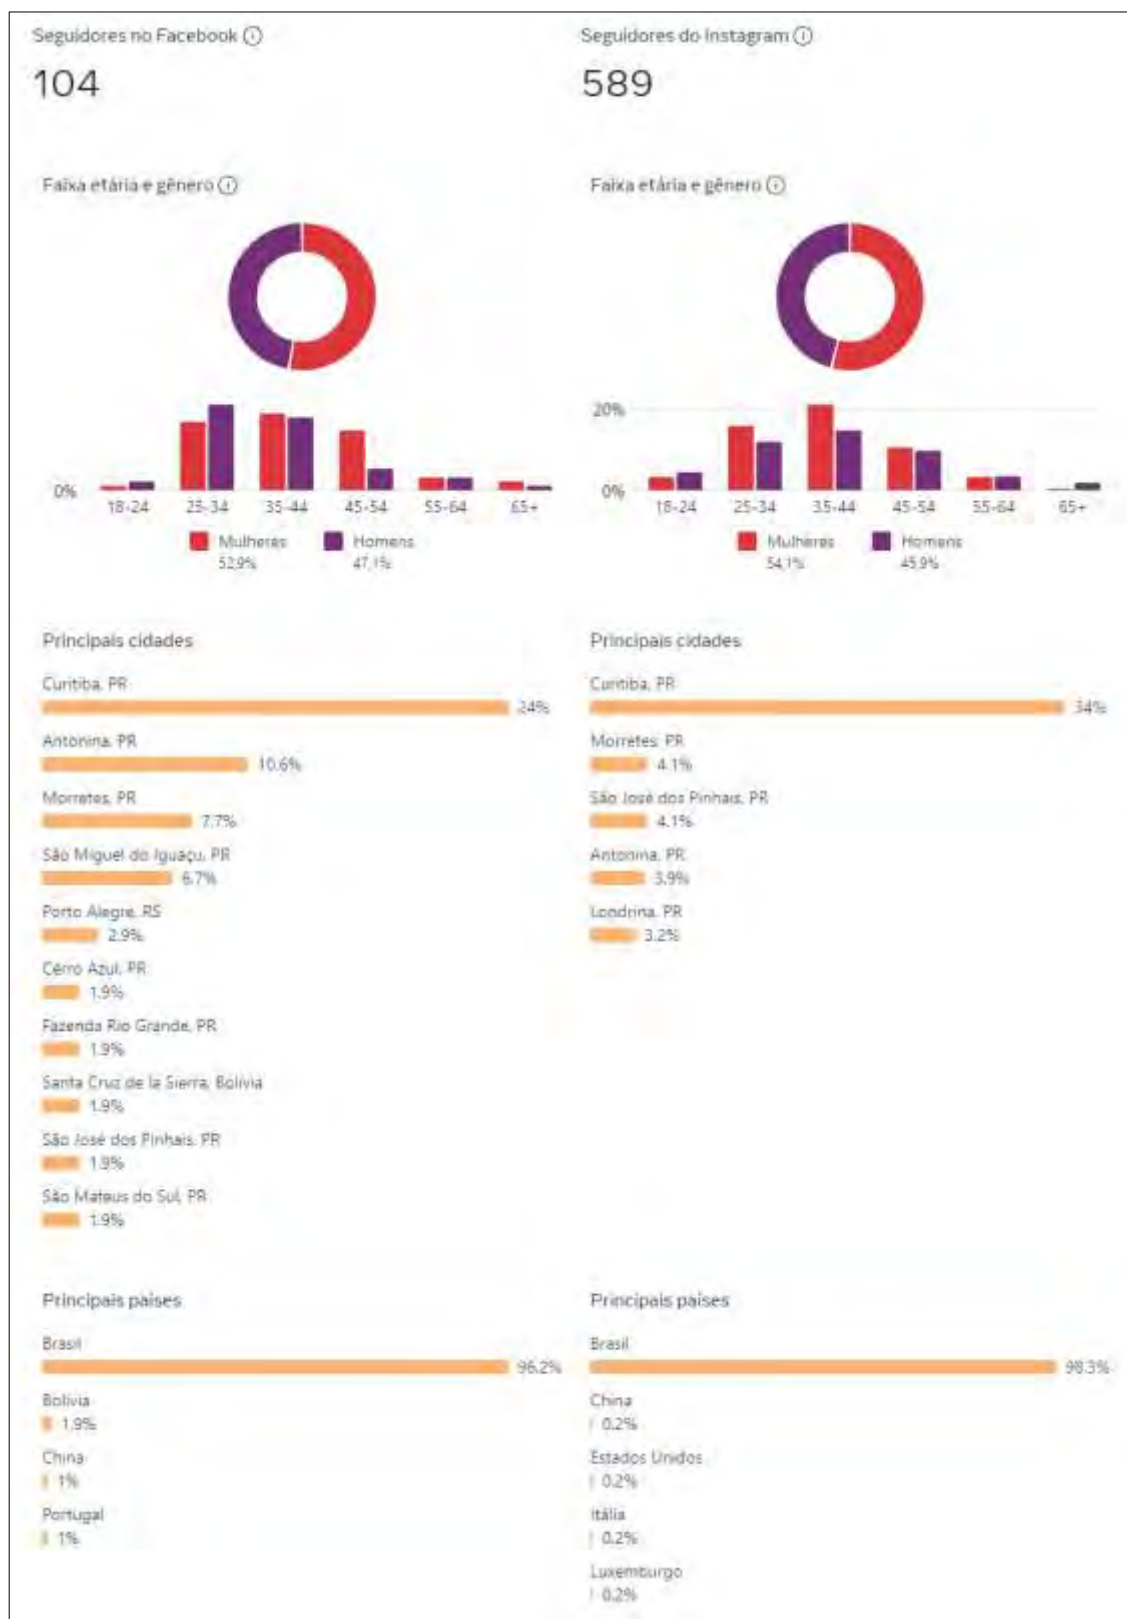 Seguidores no Facebook
104
Faixa etária e gênero
0%
18-24 25-34 35-44 45-54 55-64 65+
Mulheres Homens
52,9% 47,1%
Principais cidades
Curitiba, PR
24%
Antonina, PR
10.6%
Morretes, PR
7.7%
São Miguel do Iguaçu, PR
6.7%
Porto Alegre, RS
2.9%
Cêrro Azul, PR
1.9%
Fazenda Rio Grande, PR
1.9%
Santa Cruz de la Sierra, Bolívia
1.9%
São José dos Pinhais, PR
1.9%
São Mateus do Sul, PR
1.9%
Principais países
Brasil
96.2%
Bolívia
1.9%
China
1%
Portugal
1%
Seguidores do Instagram
589
Faixa etária e gênero
20%
0%
18-24 25-34 35-44 45-54 55-64 65+
Mulheres Homens
54,1% 45,9%
Principais cidades
Curitiba, PR
34%
Morretes, PR
4.1%
São José dos Pinhais, PR
4.1%
Antonina, PR
3.9%
Londrina, PR
3.2%
Principais países
Brasil
98.3%
China
0.2%
Estados Unidos
0.2%
Itália
0.2%
Luxemburgo
0.2%